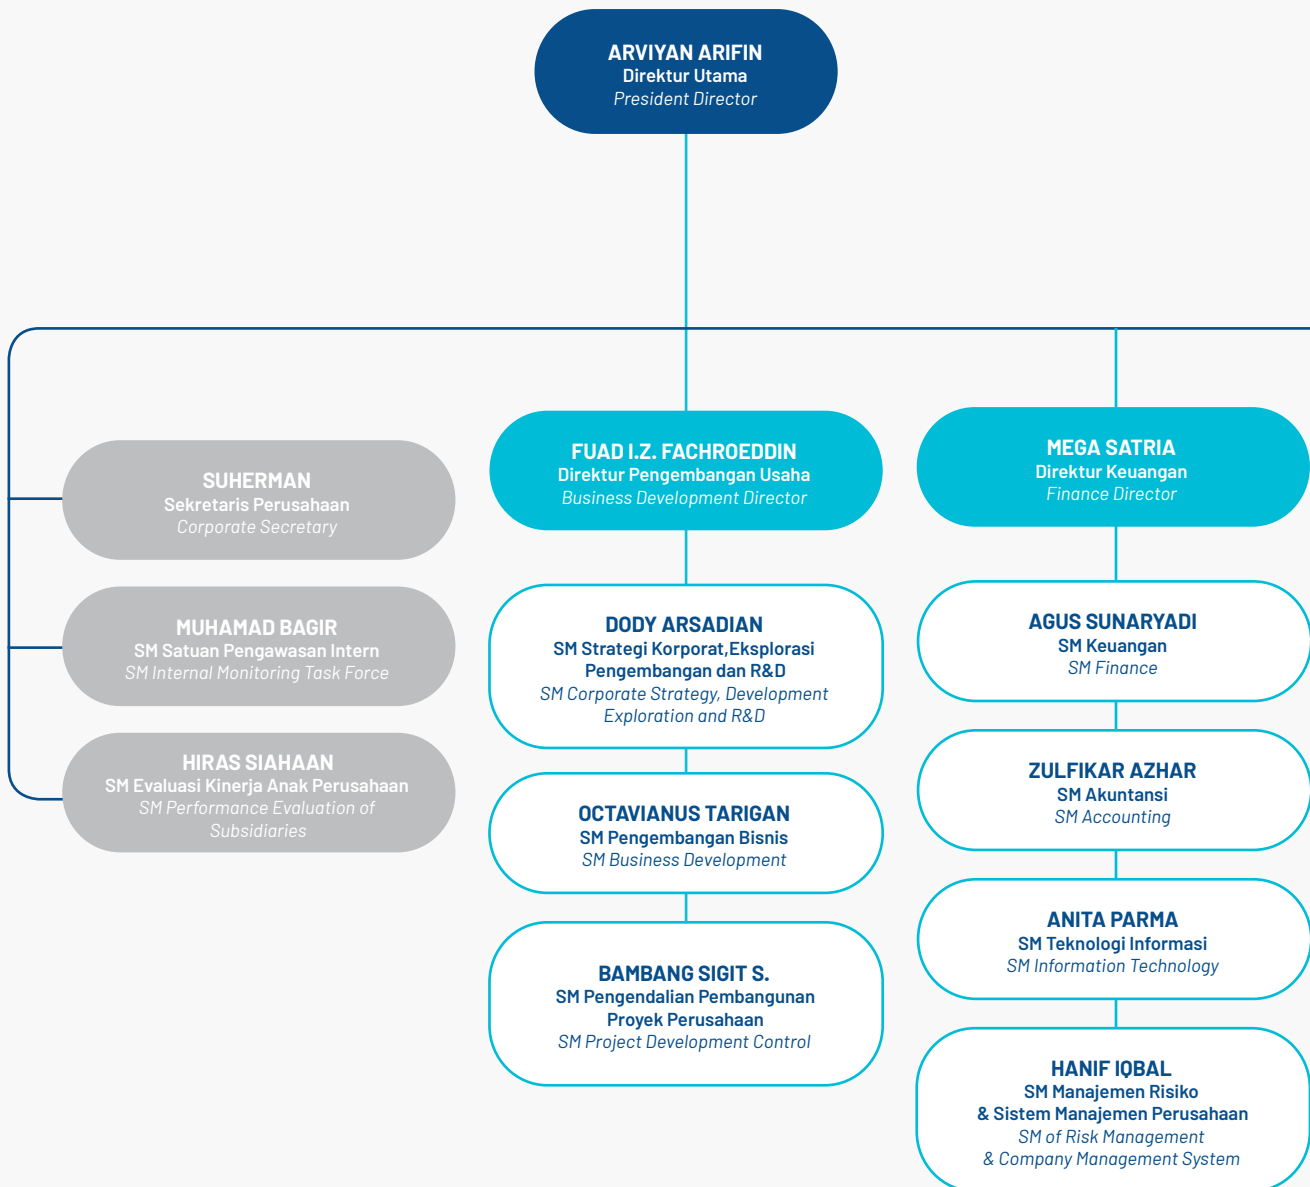 ARVIYAN ARIFIN
Direktur Utama
President Director
SUHERMAN
Sekretaris Perusahaan
Corporate Secretary
MUHAMAD BAGIR
SM Satuan Pengawasan Intern
SM Internal Monitoring Task Force
HIRAS SIAHAAN
SM Evaluasi Kinerja Anak Perusahaan
SM Performance Evaluation of
Subsidiaries
FUAD I.Z. FACHROEDDIN
Direktur Pengembangan Usaha
Business Development Director
DODY ARSADIAN
SM Strategi Korporat,Eksplorasi
Pengembangan dan R&D
SM Corporate Strategy, Development
Exploration and R&D
OCTAVIANUS TARIGAN
SM Pengembangan Bisnis
SM Business Development
BAMBANG SIGIT S.
SM Pengendalian Pembangunan
Proyek Perusahaan
SM Project Development Control
MEGA SATRIA
Direktur Keuangan
Finance Director
AGUS SUNARYADI
SM Keuangan
SM Finance
ZULFIKAR AZHAR
SM Akuntansi
SM Accounting
ANITA PARMA
SM Teknologi Informasi
SM Information Technology
HANIF IQBAL
SM Manajemen Risiko
& Sistem Manajemen Perusahaan
SM of Risk Management
& Company Management System